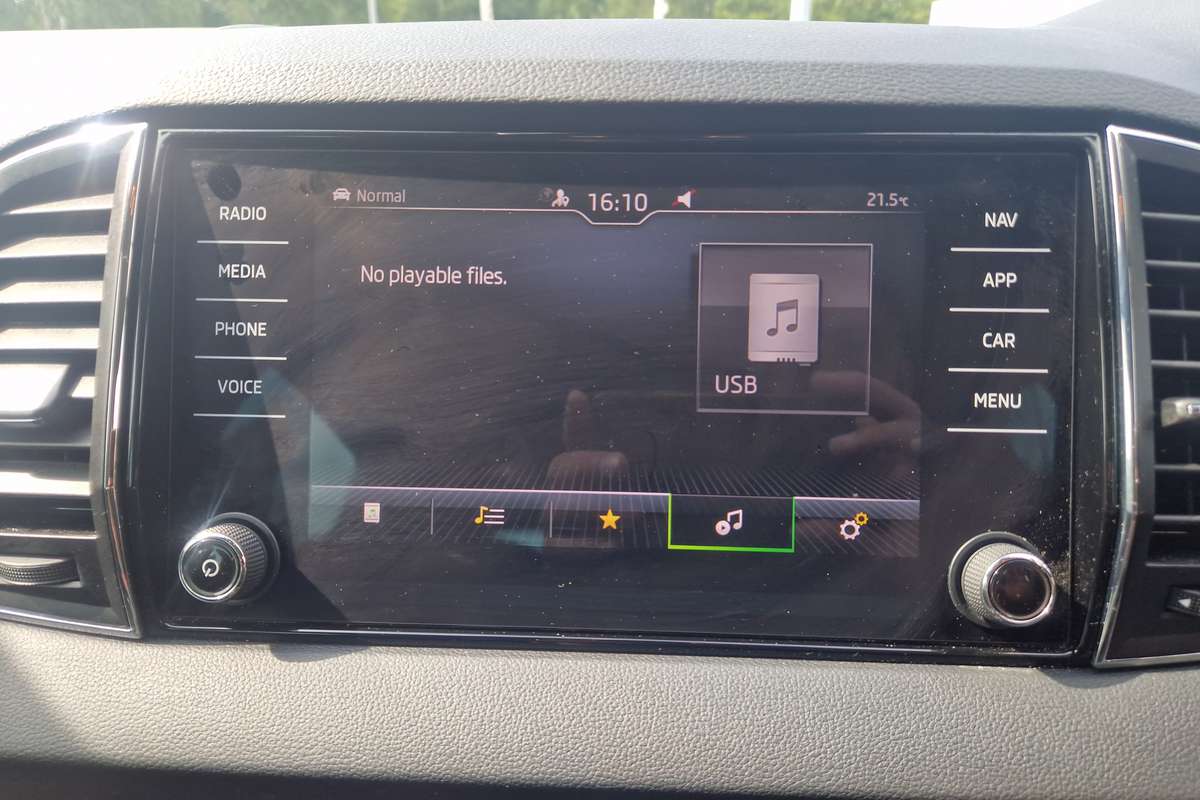 Normal
16:10
21.5°C
RADIO
MEDIA
PHONE
VOICE
No playable files.
USB
NAV
APP
CAR
MENU